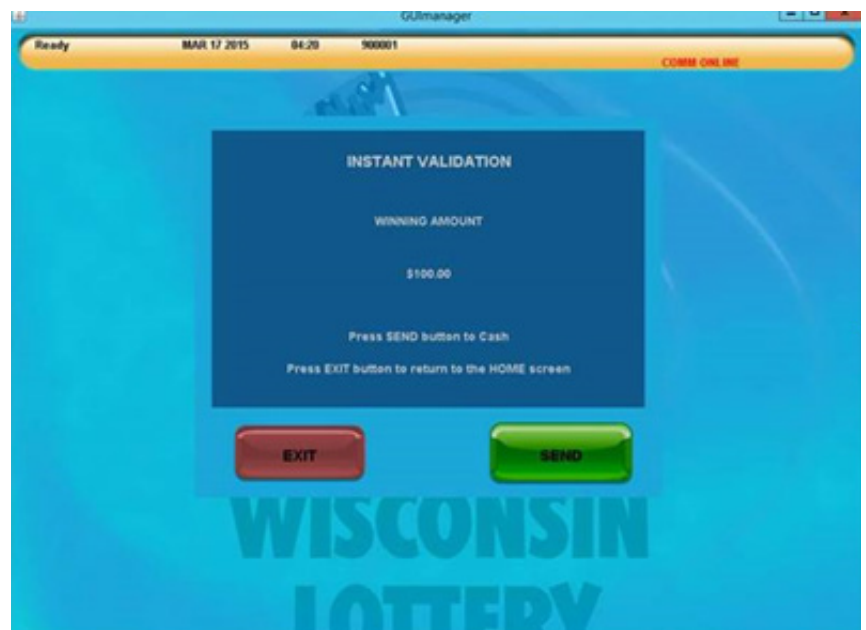 GUImanager
Ready MAR 17 2015 04:20 900001
COMM ONLINE
INSTANT VALIDATION
WINNING AMOUNT
$100.00
Press SEND button to Cash
Press EXIT button to return to the HOME screen
EXIT SEND
WISCONSIN
LOTTERY